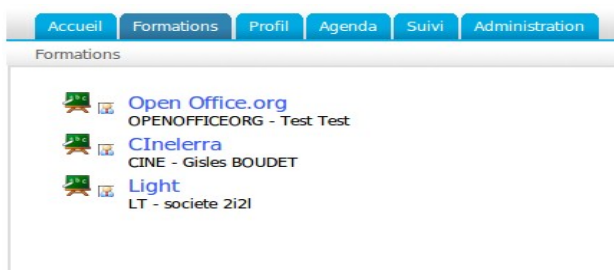 Accueil Formations Profil Agenda Suivi Administration
Formations
Open Office.org
OPENOFFICEORG - Test Test
CInelerra
CINE - Gisles BOUDET
Light
LT - societe 2i2l